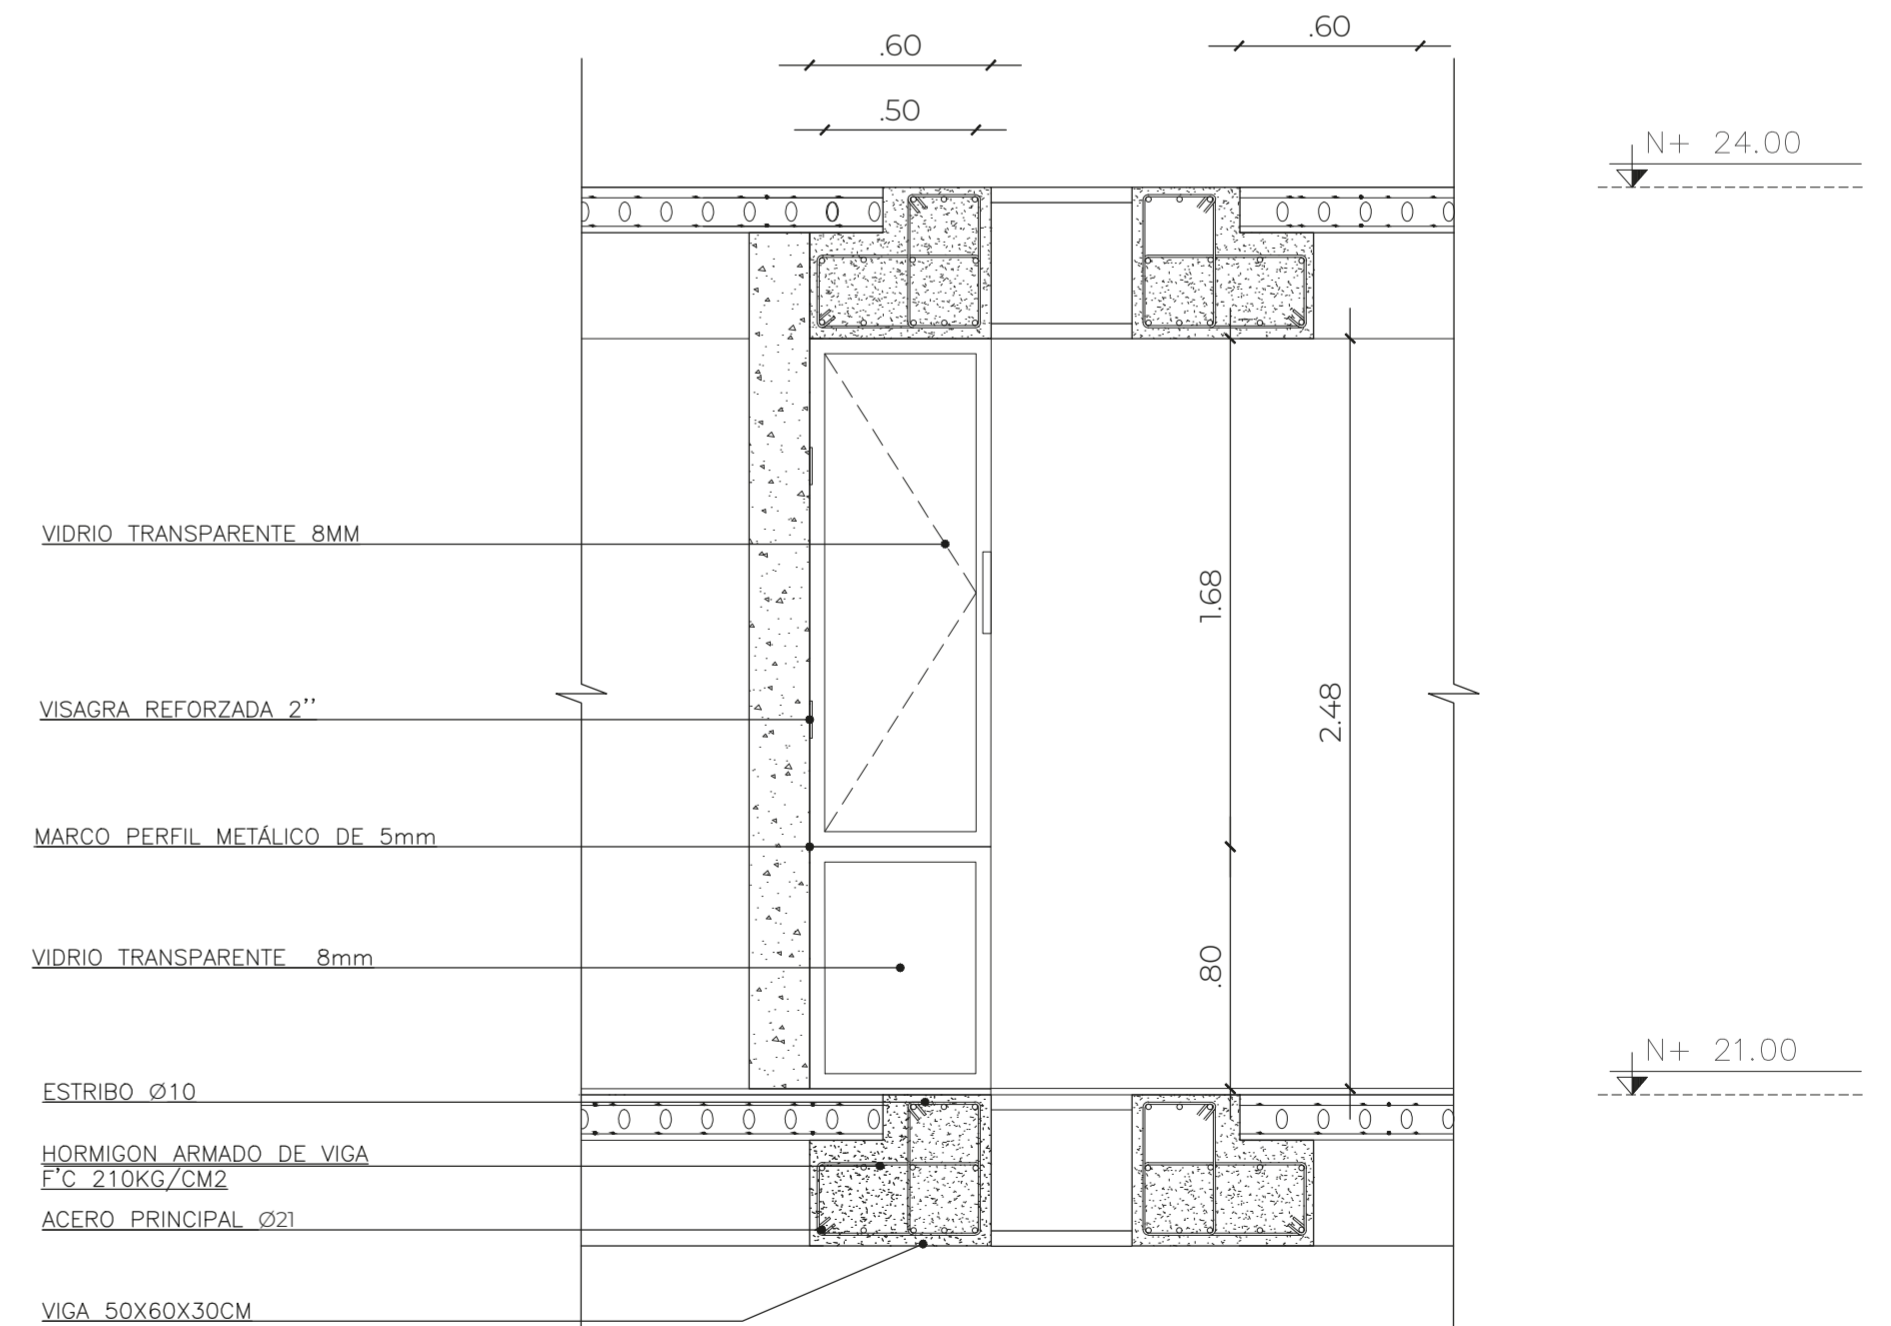 .60
.60
.50
N+ 24.00
VIDRIO TRANSPARENTE 8MM
1.68
2.48
VISAGRA REFORZADA 2''
MARCO PERFIL METÁLICO DE 5mm
.80
VIDRIO TRANSPARENTE 8mm
N+ 21.00
ESTRIBO Ø10
HORMIGON ARMADO DE VIGA
F'C 210KG/CM2
ACERO PRINCIPAL Ø21
VIGA 50X60X30CM